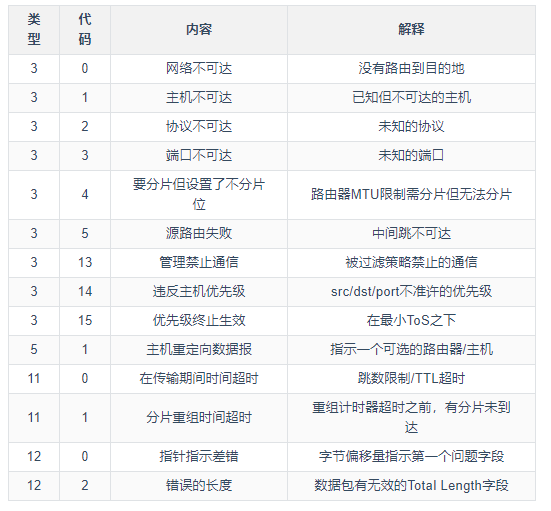 类型 代码 内容 解释
3 0 网络不可达 没有路由到目的地
3 1 主机不可达 已知但不可达的主机
3 2 协议不可达 未知的协议
3 3 端口不可达 未知的端口
3 4 要分片但设置了不分片位 路由器MTU限制需分片但无法分片
3 5 源路由失败 中间跳不可达
3 13 管理禁止通信 被过滤策略禁止的通信
3 14 违反主机优先级 src/dst/port不准许的优先级
3 15 优先级终止生效 在最小ToS之下
5 1 主机重定向数据报 指示一个可选的路由器/主机
11 0 在传输期间时间超时 跳数限制/TTL超时
11 1 分片重组时间超时 重组计时器超时之前，有分片未到达
12 0 指针指示差错 字节偏移量指示第一个问题字段
12 2 错误的长度 数据包有无效的Total Length字段